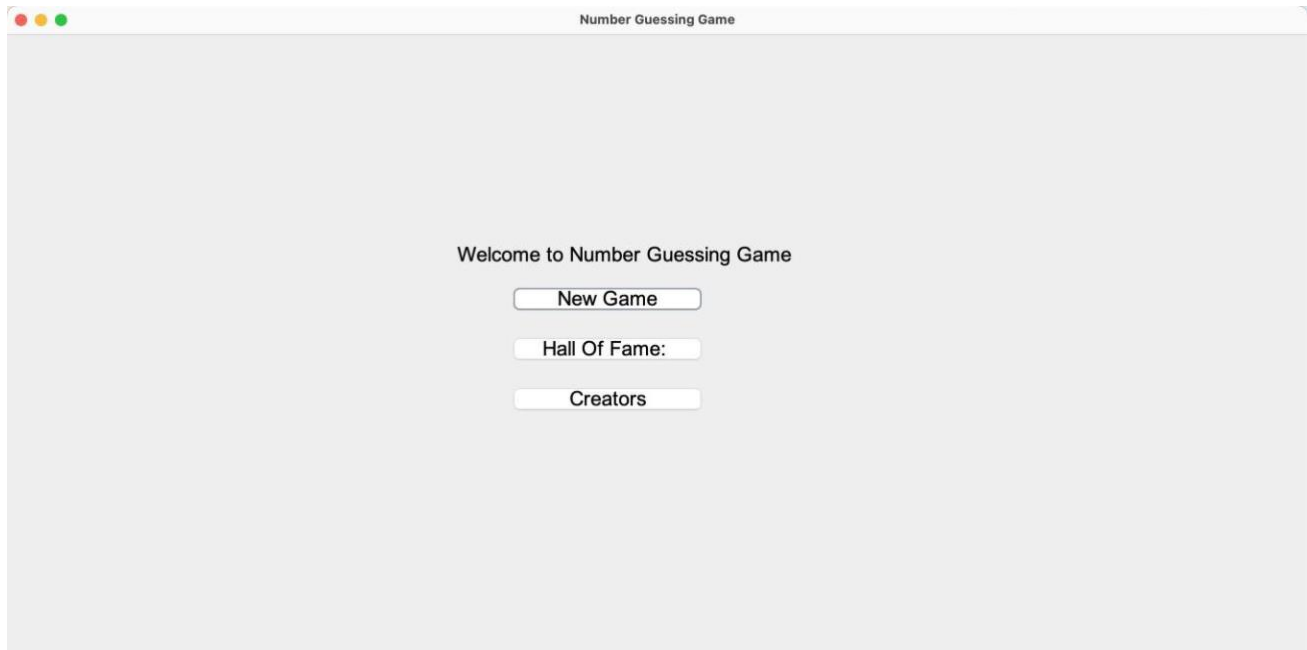 Number Guessing Game
Welcome to Number Guessing Game
New Game
Hall Of Fame:
Creators